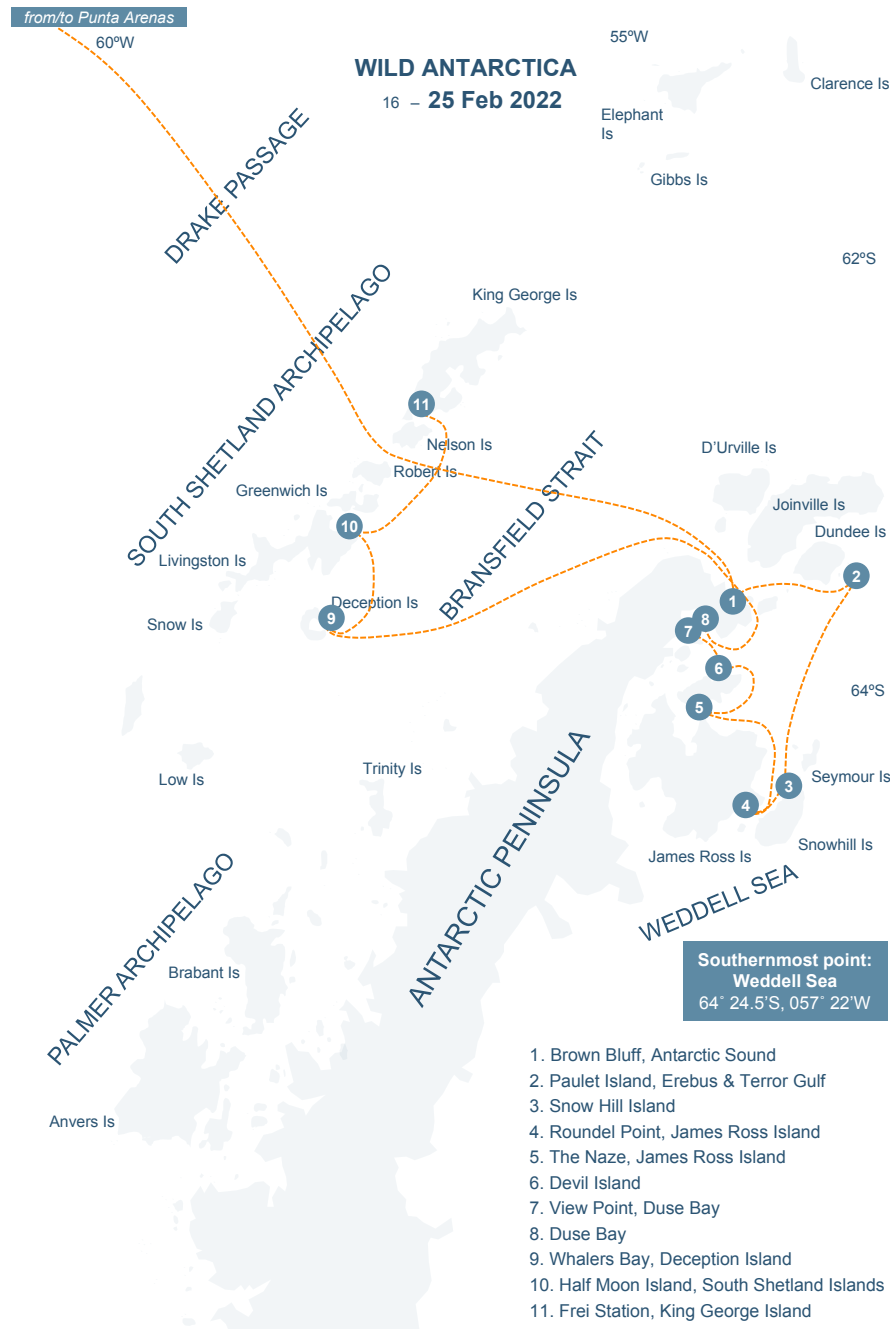 from/to Punta Arenas
60ºW
55ºW
WILD ANTARCTICA
16 – 25 Feb 2022
Clarence Is
Elephant
Is
Gibbs Is
DRAKE PASSAGE
62ºS
King George Is
SOUTH SHETLAND ARCHIPELAGO
11
Nelson Is
Robert Is
D'Urville Is
Greenwich Is
Joinville Is
10
Dundee Is
BRANSFIELD STRAIT
Livingston Is
2
Deception Is
1
Snow Is
9
8
7
6
64ºS
5
Low Is
Trinity Is
Seymour Is
3
4
ANTARCTIC PENINSULA
Snowhill Is
James Ross Is
WEDDELL SEA
PALMER ARCHIPELAGO
Brabant Is
Anvers Is
Southernmost point:
Weddell Sea
64˚ 24.5'S, 057˚ 22'W
1. Brown Bluff, Antarctic Sound
2. Paulet Island, Erebus & Terror Gulf
3. Snow Hill Island
4. Roundel Point, James Ross Island
5. The Naze, James Ross Island
6. Devil Island
7. View Point, Duse Bay
8. Duse Bay
9. Whalers Bay, Deception Island
10. Half Moon Island, South Shetland Islands
11. Frei Station, King George Island